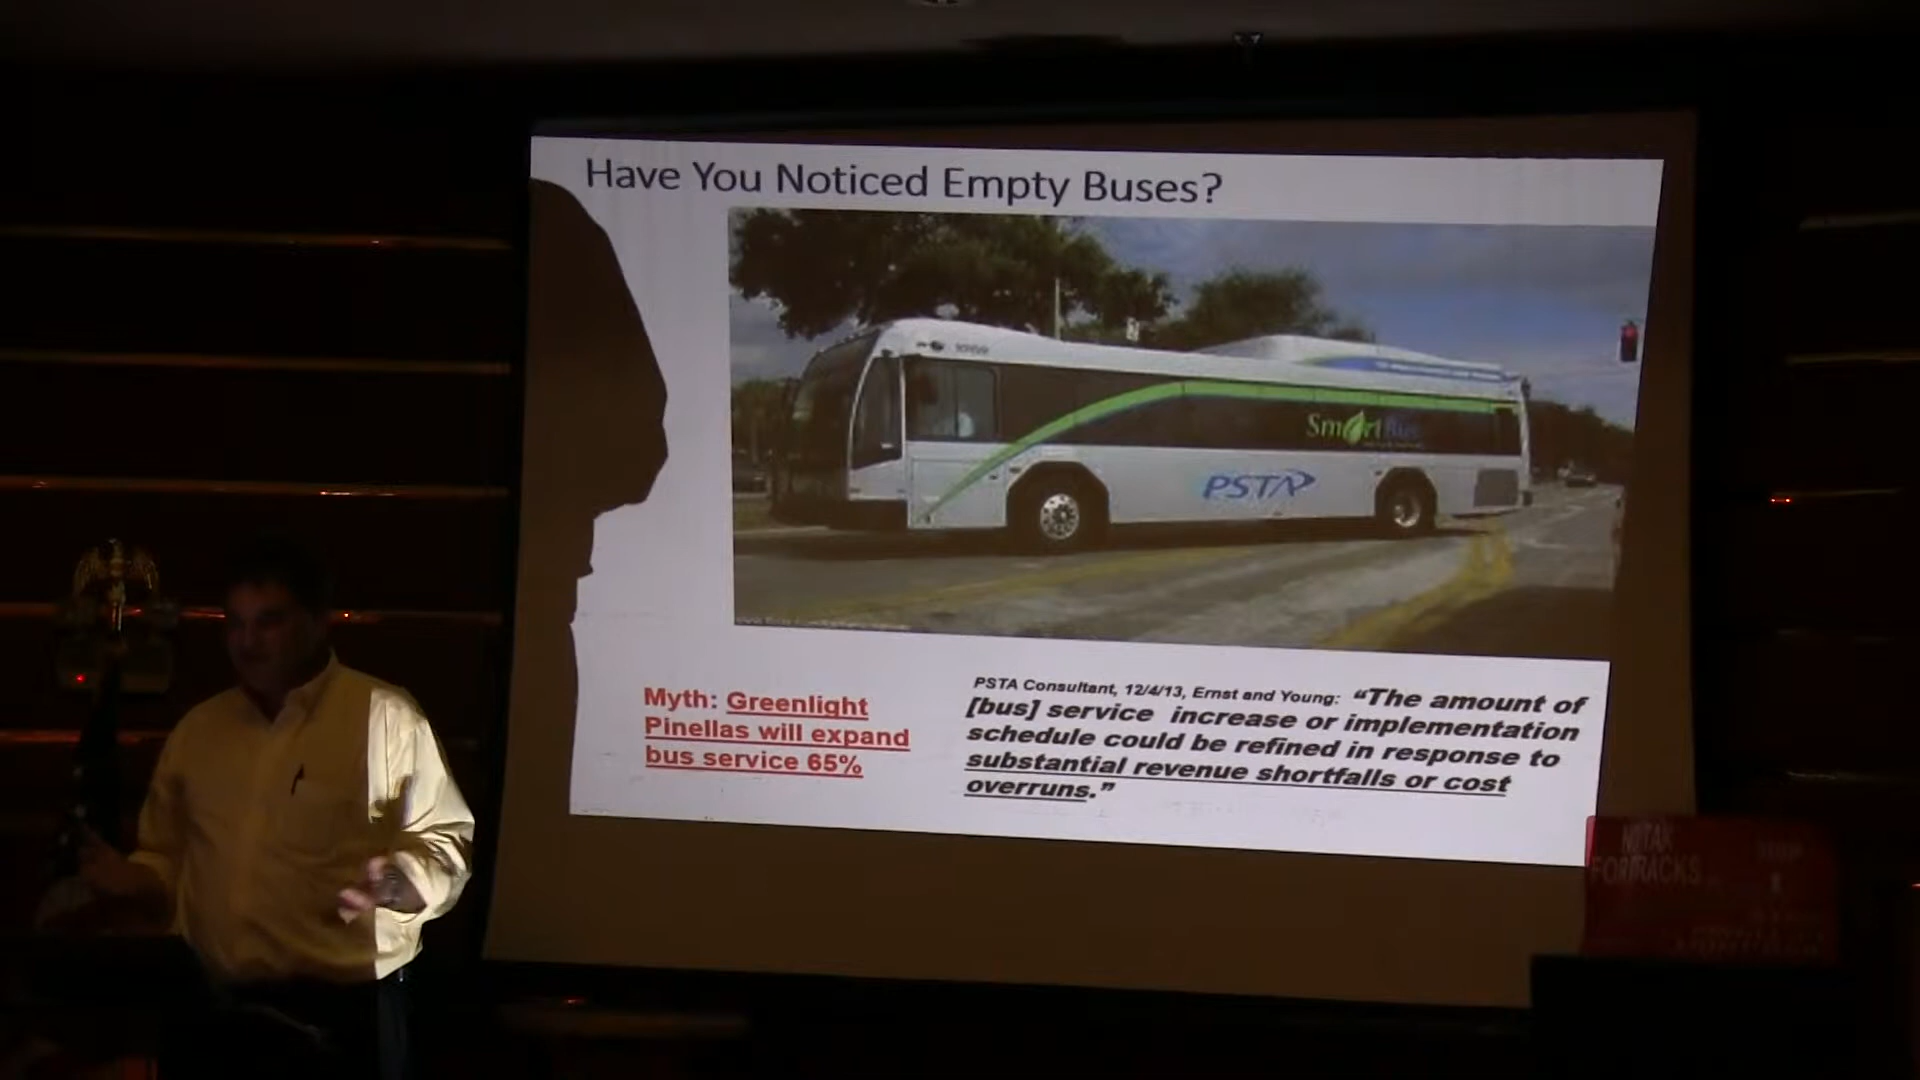 Have You Noticed Empty Buses?
SmartBus
PSTA
Myth: Greenlight
Pinellas will expand
bus service 65%
PSTA Consultant, 12/4/13, Ernst and Young: “The amount of
[bus] service increase or implementation
schedule could be refined in response to
substantial revenue shortfalls or cost
overruns.”
NOTAX
FORTRACKS